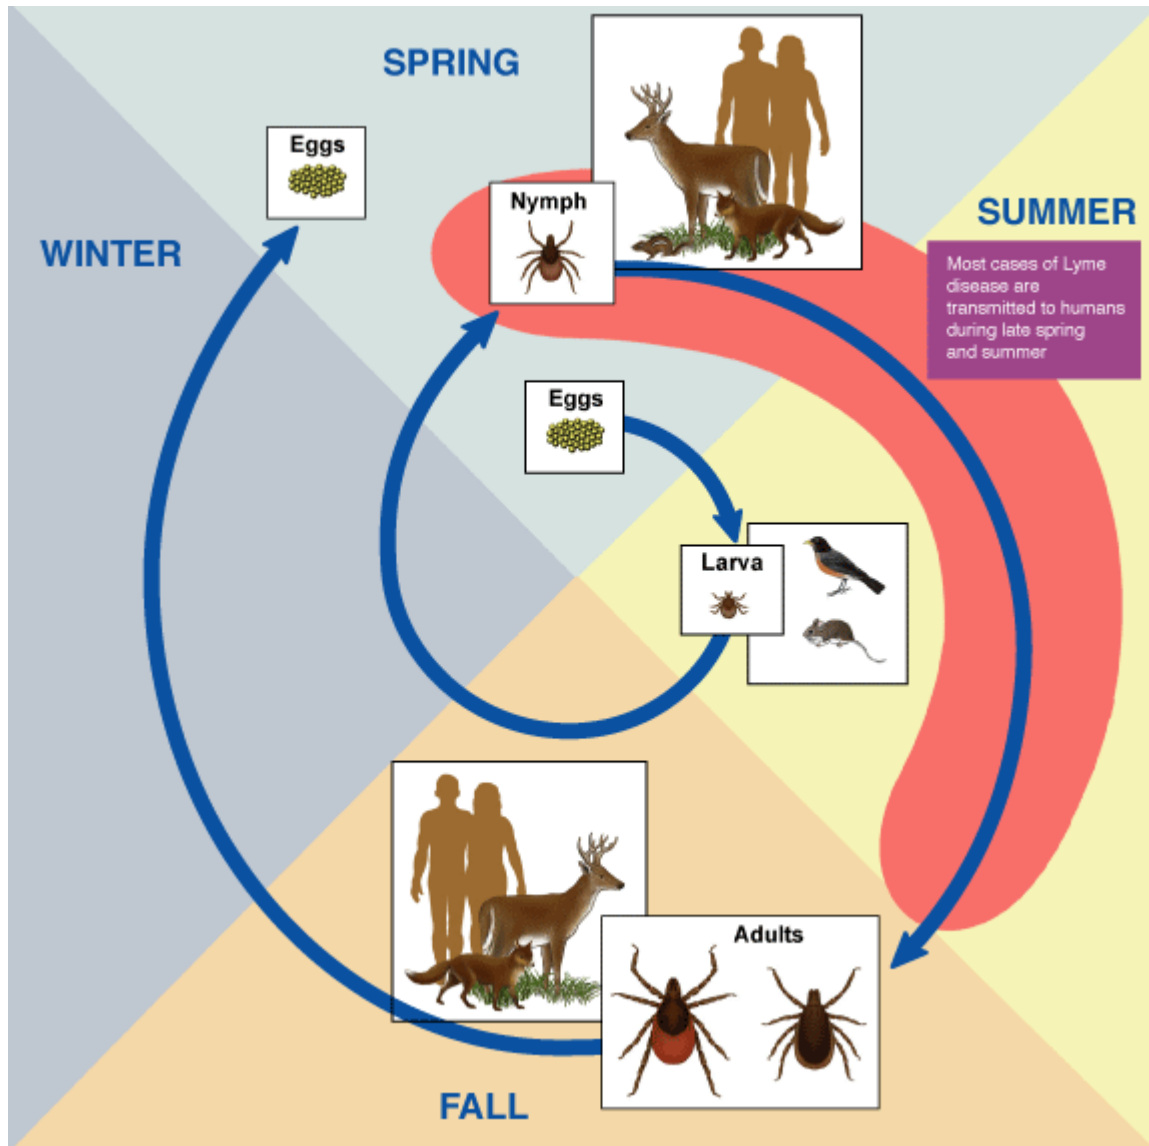 SPRING
Eggs
Nymph
SUMMER
WINTER
Most cases of Lyme
disease are
transmitted to humans
during late spring
and summer
Eggs
Larva
Adults
FALL